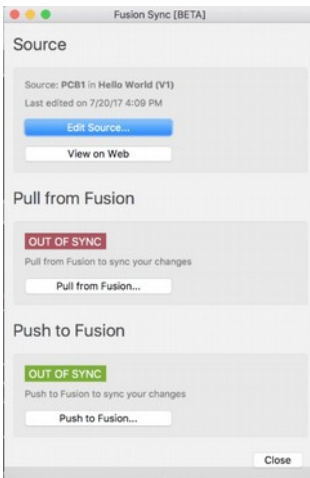 Fusion Sync [BETA]
Source
Source: PCB1 in Hello World (V1)
Last edited on 7/20/17 4:09 PM
Edit Source...
View on Web
Pull from Fusion
OUT OF SYNC
Pull from Fusion to sync your changes
Pull from Fusion...
Push to Fusion
OUT OF SYNC
Push to Fusion to sync your changes
Push to Fusion...
Close